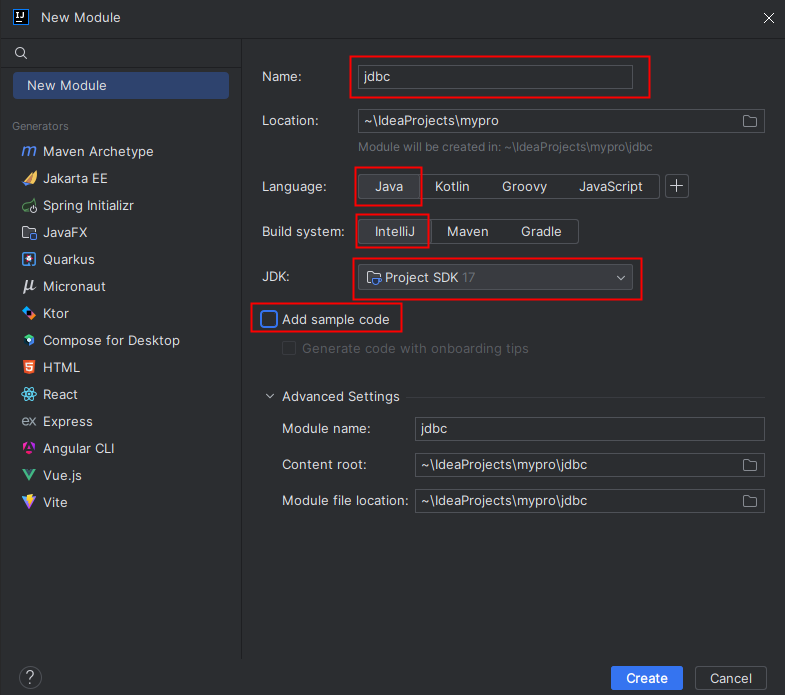 New Module
New Module
Generators
Maven Archetype
Jakarta EE
Spring Initializr
JavaFX
Quarkus
Micronaut
Ktor
Compose for Desktop
HTML
React
ex Express
Angular CLI
Vue.js
Vite
Name: jdbc
Location: ~\IdeaProjects\mypro
Module will be created in: ~\IdeaProjects\mypro\jdbc
Language: Java Kotlin Groovy JavaScript +
Build system: IntelliJ Maven Gradle
JDK: Project SDK 17
Add sample code
Generate code with onboarding tips
Advanced Settings
Module name: jdbc
Content root: ~\IdeaProjects\mypro\jdbc
Module file location: ~\IdeaProjects\mypro\jdbc
? Create Cancel